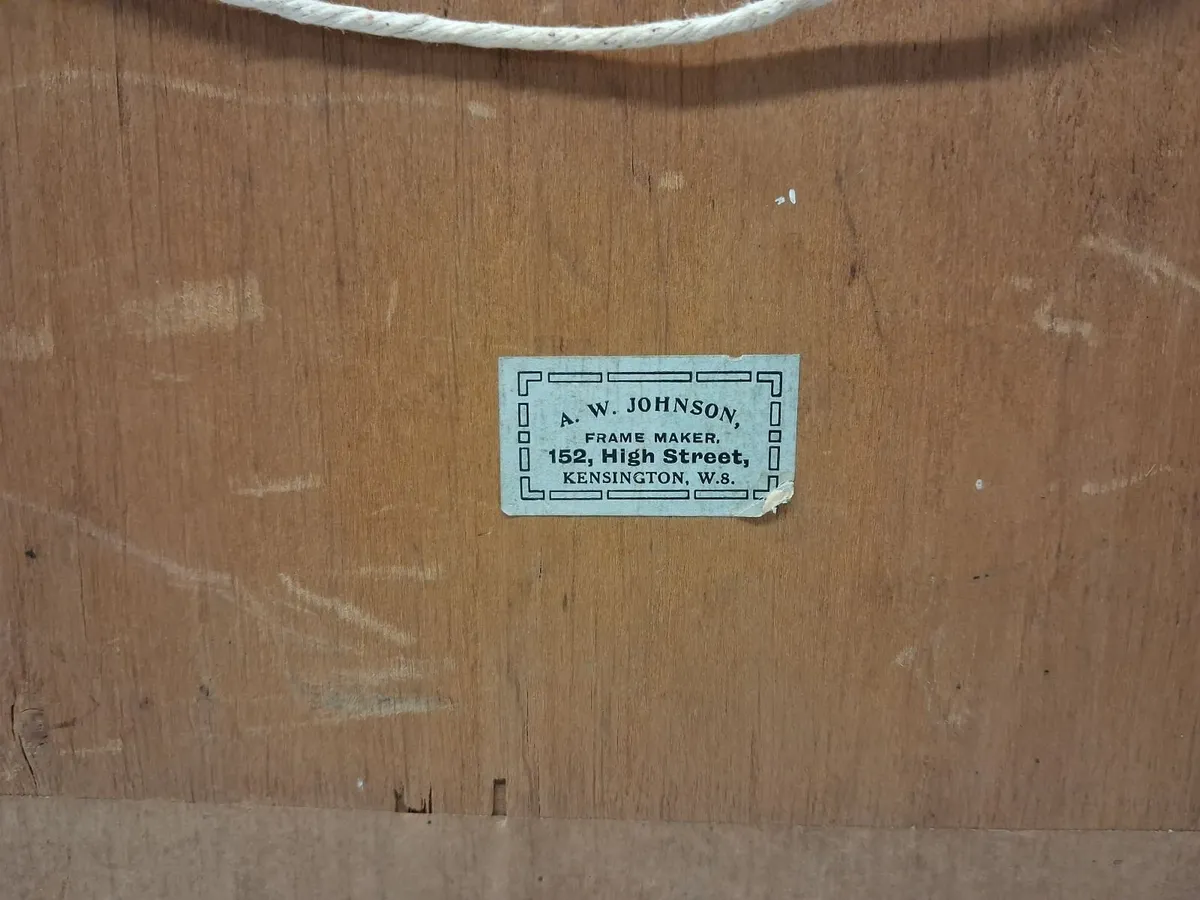 A. W. JOHNSON,
FRAME MAKER.
152, High Street,
KENSINGTON, W.8.